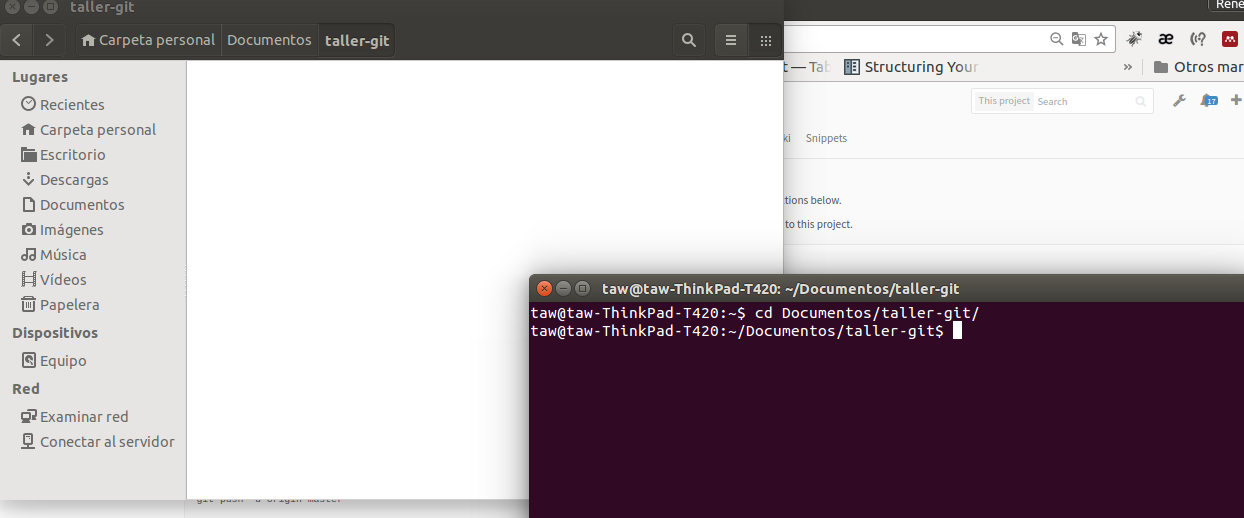 taller-git
Carpeta personal Documentos taller-git
Lugares
Recientes
Carpeta personal
Escritorio
Descargas
Documentos
Imágenes
Música
Vídeos
Papelera
Dispositivos
Equipo
Red
Examinar red
Conectar al servidor
Rene
t — Tab
Structuring Your
» Otros mar
This project Search
17
ki Snippets
tions below.
to this project.
taw@taw-ThinkPad-T420: ~/Documentos/taller-git
taw@taw-ThinkPad-T420:~$ cd Documentos/taller-git/
taw@taw-ThinkPad-T420:~/Documentos/taller-git$
git push -u origin master